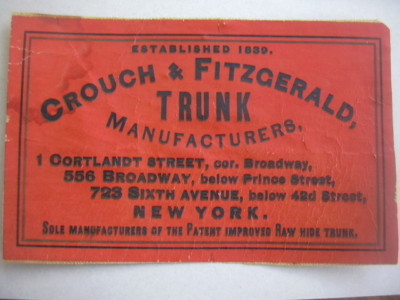 ESTABLISHED 1839.
CROUCH & FITZGERALD,
TRUNK
MANUFACTURERS,
1 CORTLANDT STREET, cor. Broadway,
556 BROADWAY, below Prince Street,
723 SIXTH AVENUE, below 42d Street,
NEW YORK.
SOLE MANUFACTURERS OF THE PATENT IMPROVED RAW HIDE TRUNK.